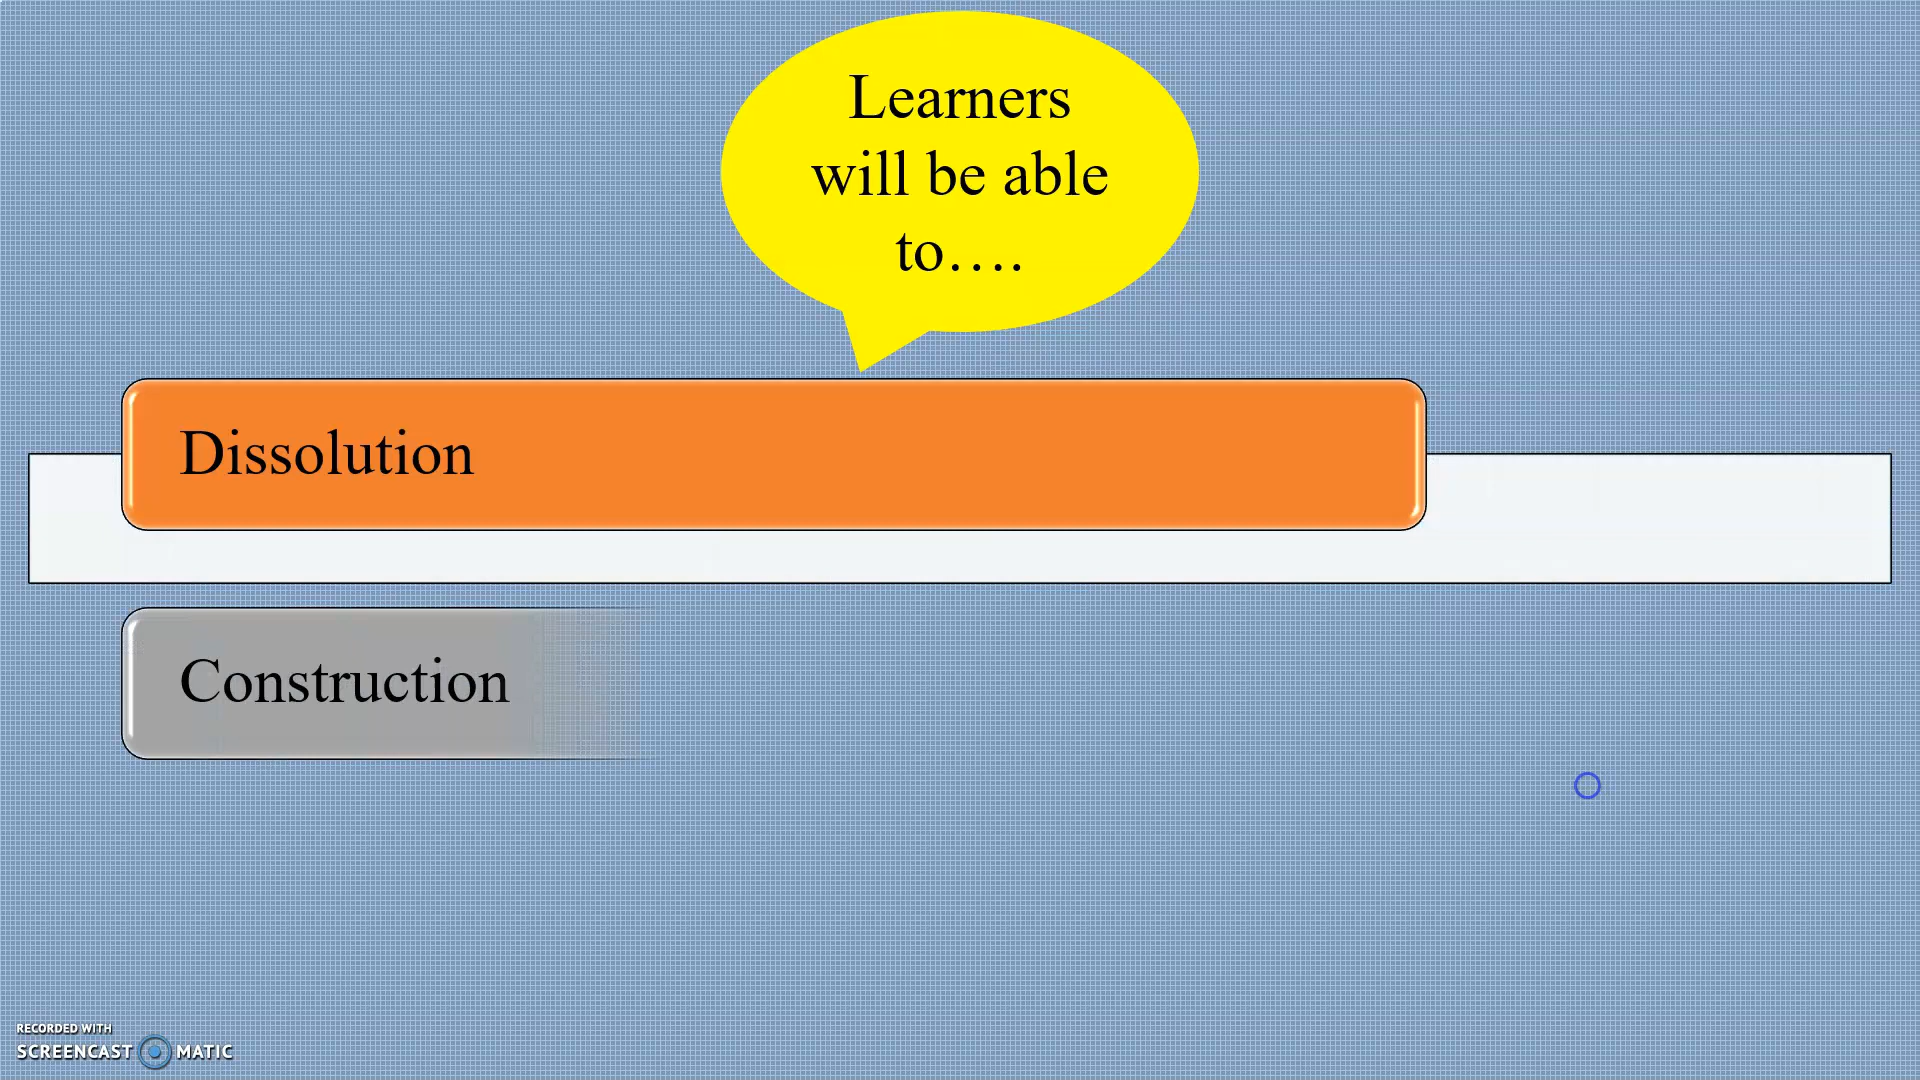 Learners
will be able
to….
Dissolution
Construction
RECORDED WITH
SCREENCAST MATIC